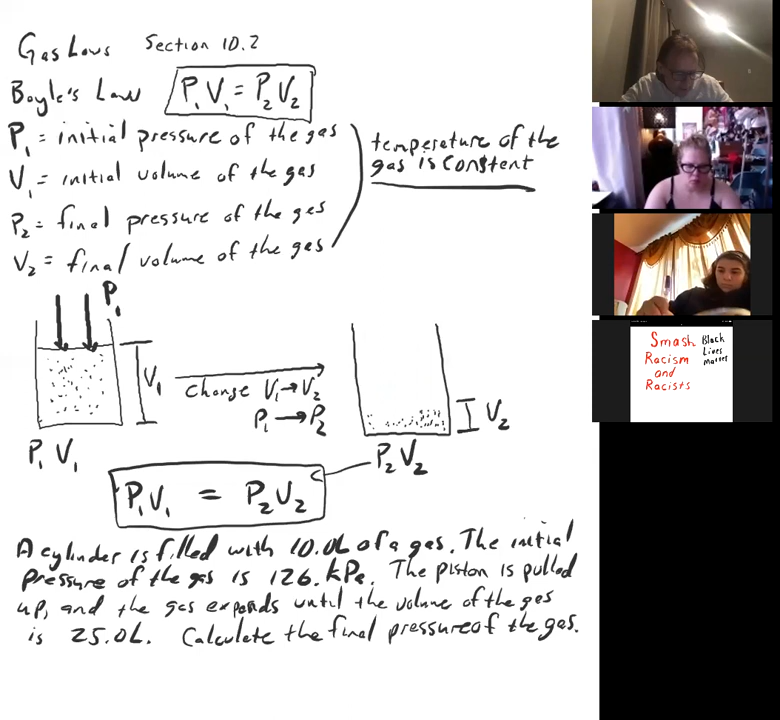 Gas Laws Section 10.2
Boyle's Law P₁V₁ = P₂V₂
P₁ = initial pressure of the gas
V₁ = initial volume of the gas
P₂ = final pressure of the gas
V₂ = final volume of the gas
temperature of the
gas is constant
P₁
V₁
Change V₁→V₂
P₁→P₂
V₂
P₁V₁
P₂V₂
P₁V₁ = P₂V₂
A cylinder is filled with 10.0L of a gas. The initial
pressure of the gas is 126. kPa. The piston is pulled
up, and the gas expands until the volume of the gas
is 25.0L. Calculate the final pressure of the gas.
Smash
Racism
and
Racists
Black
Lives
Matter